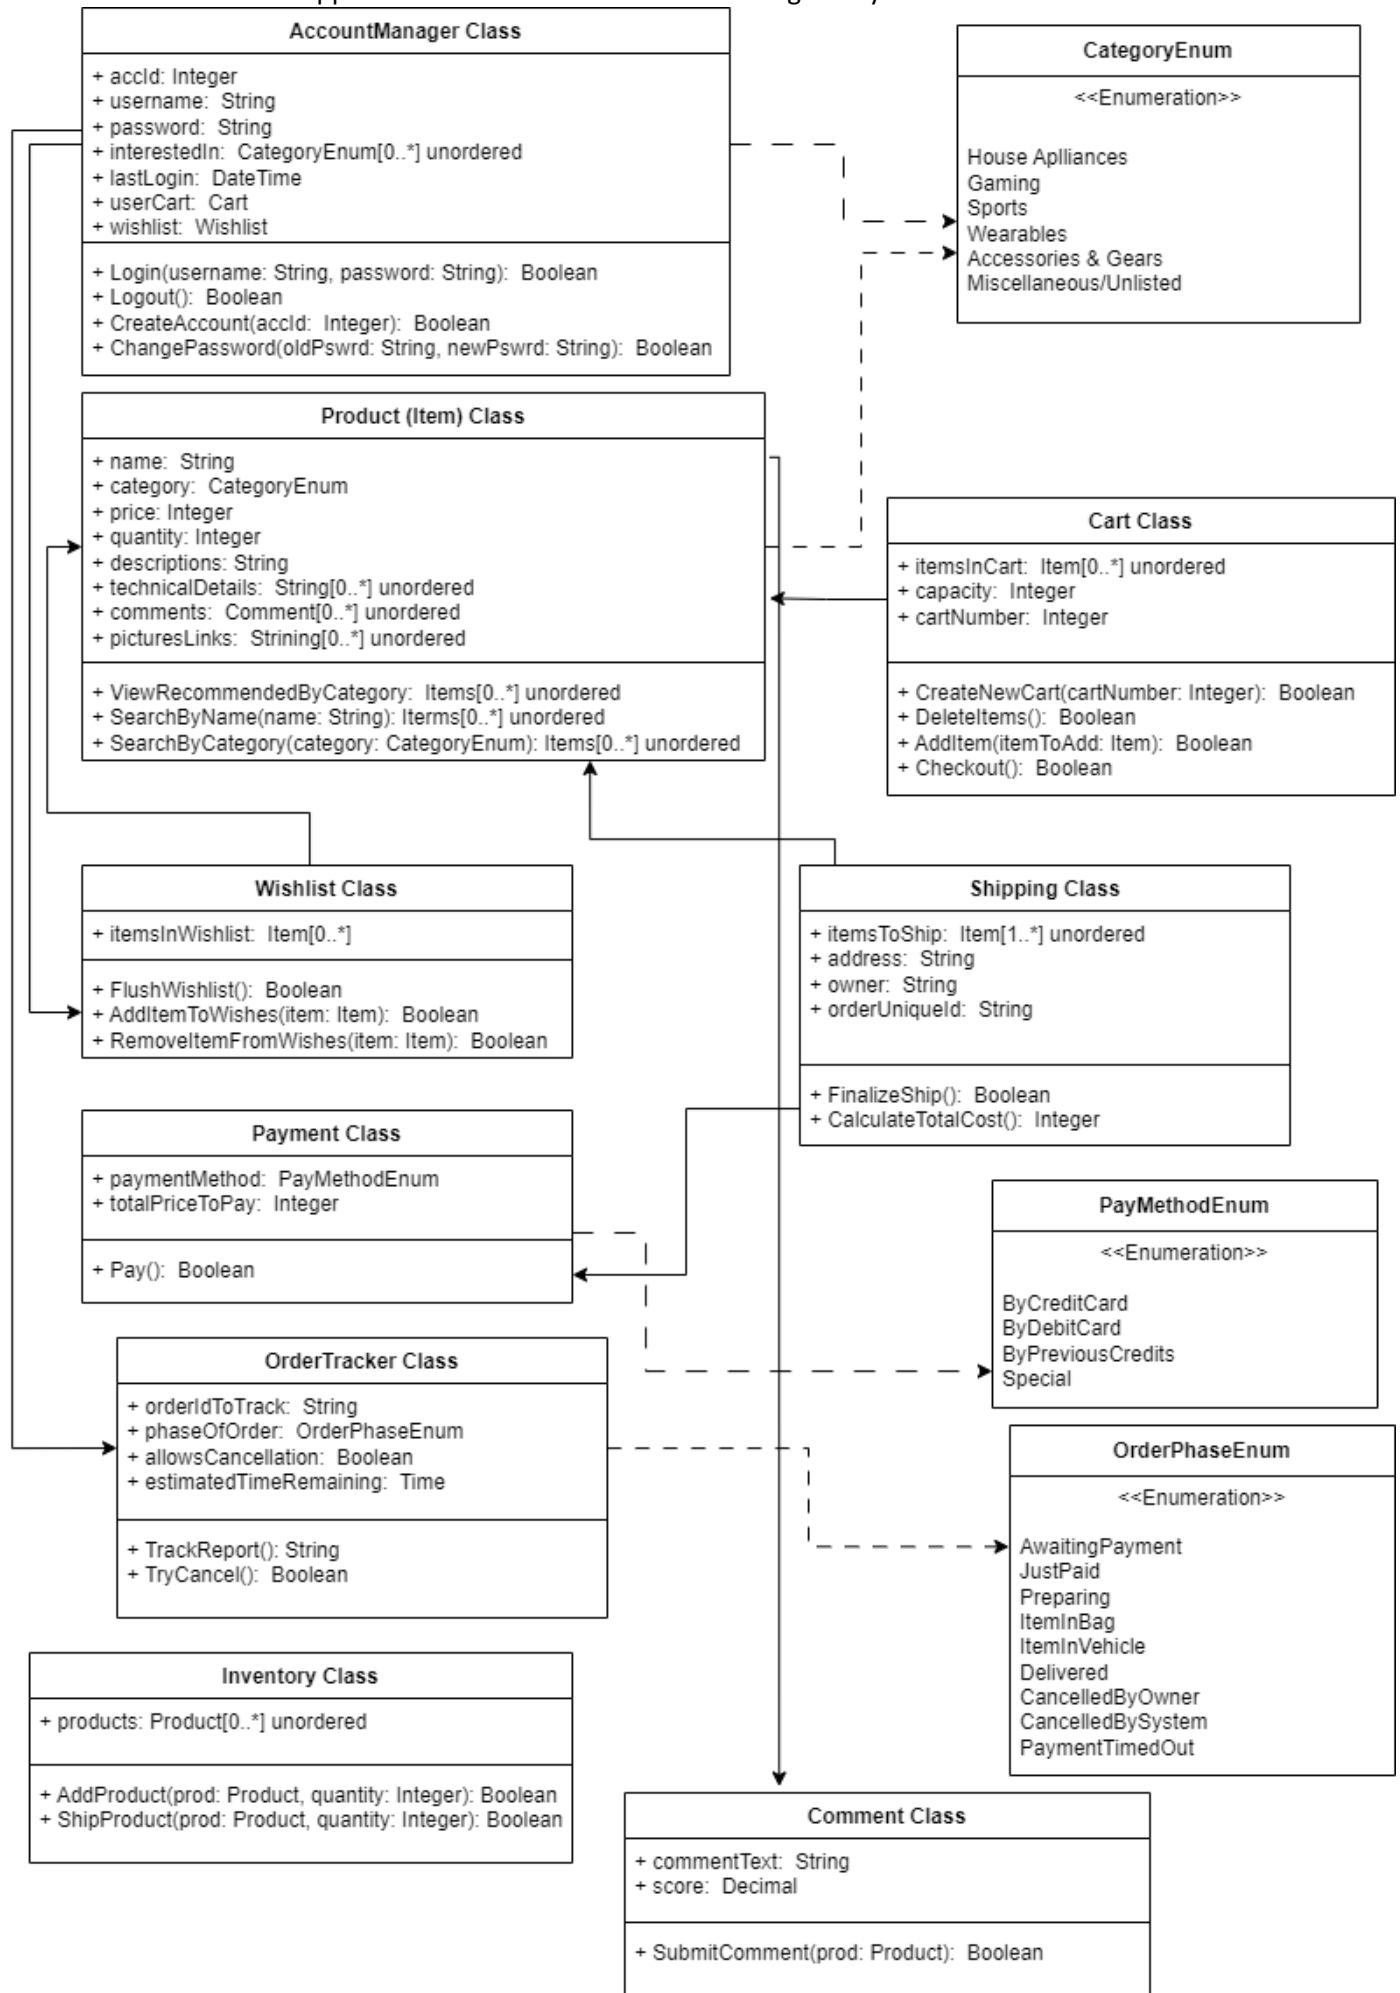 AccountManager Class
+ accId: Integer
+ username: String
+ password: String
+ interestedIn: CategoryEnum[0..*] unordered
+ lastLogin: DateTime
+ userCart: Cart
+ wishlist: Wishlist
+ Login(username: String, password: String): Boolean
+ Logout(): Boolean
+ CreateAccount(accId: Integer): Boolean
+ ChangePassword(oldPswrd: String, newPswrd: String): Boolean
CategoryEnum
<<Enumeration>>
House Aplliances
Gaming
Sports
Wearables
Accessories & Gears
Miscellaneous/Unlisted
Product (Item) Class
+ name: String
+ category: CategoryEnum
+ price: Integer
+ quantity: Integer
+ descriptions: String
+ technicalDetails: String[0..*] unordered
+ comments: Comment[0..*] unordered
+ picturesLinks: Strining[0..*] unordered
+ ViewRecommendedByCategory: Items[0..*] unordered
+ SearchByName(name: String): Iterms[0..*] unordered
+ SearchByCategory(category: CategoryEnum): Items[0..*] unordered
Cart Class
+ itemsInCart: Item[0..*] unordered
+ capacity: Integer
+ cartNumber: Integer
+ CreateNewCart(cartNumber: Integer): Boolean
+ DeleteItems(): Boolean
+ AddItem(itemToAdd: Item): Boolean
+ Checkout(): Boolean
Wishlist Class
+ itemsInWishlist: Item[0..*]
+ FlushWishlist(): Boolean
+ AddItemToWishes(item: Item): Boolean
+ RemoveItemFromWishes(item: Item): Boolean
Shipping Class
+ itemsToShip: Item[1..*] unordered
+ address: String
+ owner: String
+ orderUniqueId: String
+ FinalizeShip(): Boolean
+ CalculateTotalCost(): Integer
Payment Class
+ paymentMethod: PayMethodEnum
+ totalPriceToPay: Integer
+ Pay(): Boolean
PayMethodEnum
<<Enumeration>>
ByCreditCard
ByDebitCard
ByPreviousCredits
Special
OrderTracker Class
+ orderIdToTrack: String
+ phaseOfOrder: OrderPhaseEnum
+ allowsCancellation: Boolean
+ estimatedTimeRemaining: Time
+ TrackReport(): String
+ TryCancel(): Boolean
OrderPhaseEnum
<<Enumeration>>
AwaitingPayment
JustPaid
Preparing
ItemInBag
ItemInVehicle
Delivered
CancelledByOwner
CancelledBySystem
PaymentTimedOut
Inventory Class
+ products: Product[0..*] unordered
+ AddProduct(prod: Product, quantity: Integer): Boolean
+ ShipProduct(prod: Product, quantity: Integer): Boolean
Comment Class
+ commentText: String
+ score: Decimal
+ SubmitComment(prod: Product): Boolean